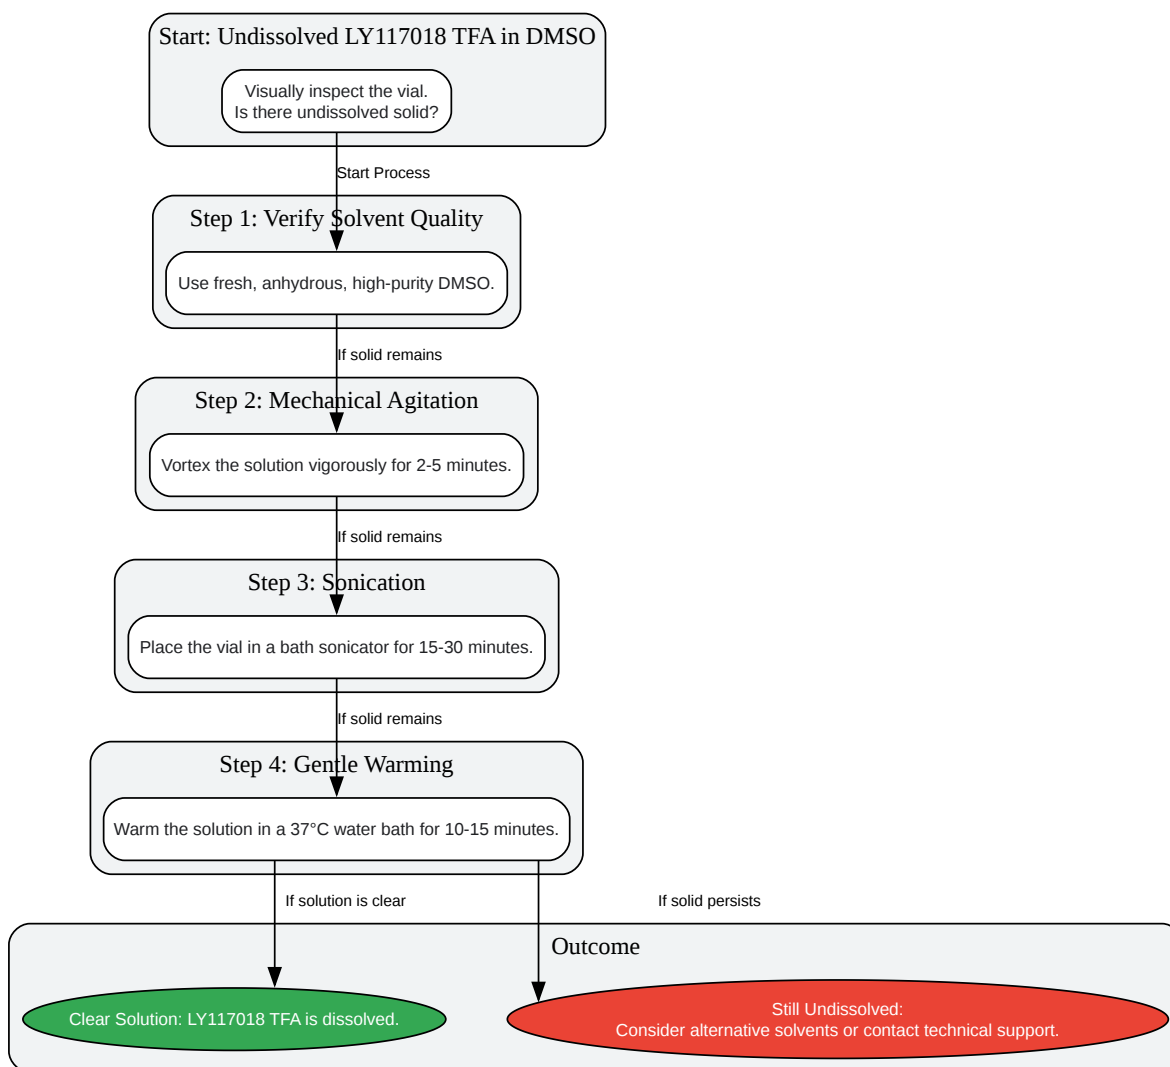 Start: Undissolved LY117018 TFA in DMSO
Visually inspect the vial.
Is there undissolved solid?
Start Process
Step 1: Verify Solvent Quality
Use fresh, anhydrous, high-purity DMSO.
If solid remains
Step 2: Mechanical Agitation
Vortex the solution vigorously for 2-5 minutes.
If solid remains
Step 3: Sonication
Place the vial in a bath sonicator for 15-30 minutes.
If solid remains
Step 4: Gentle Warming
Warm the solution in a 37°C water bath for 10-15 minutes.
If solution is clear
If solid persists
Outcome
Clear Solution: LY117018 TFA is dissolved.
Still Undissolved:
Consider alternative solvents or contact technical support.